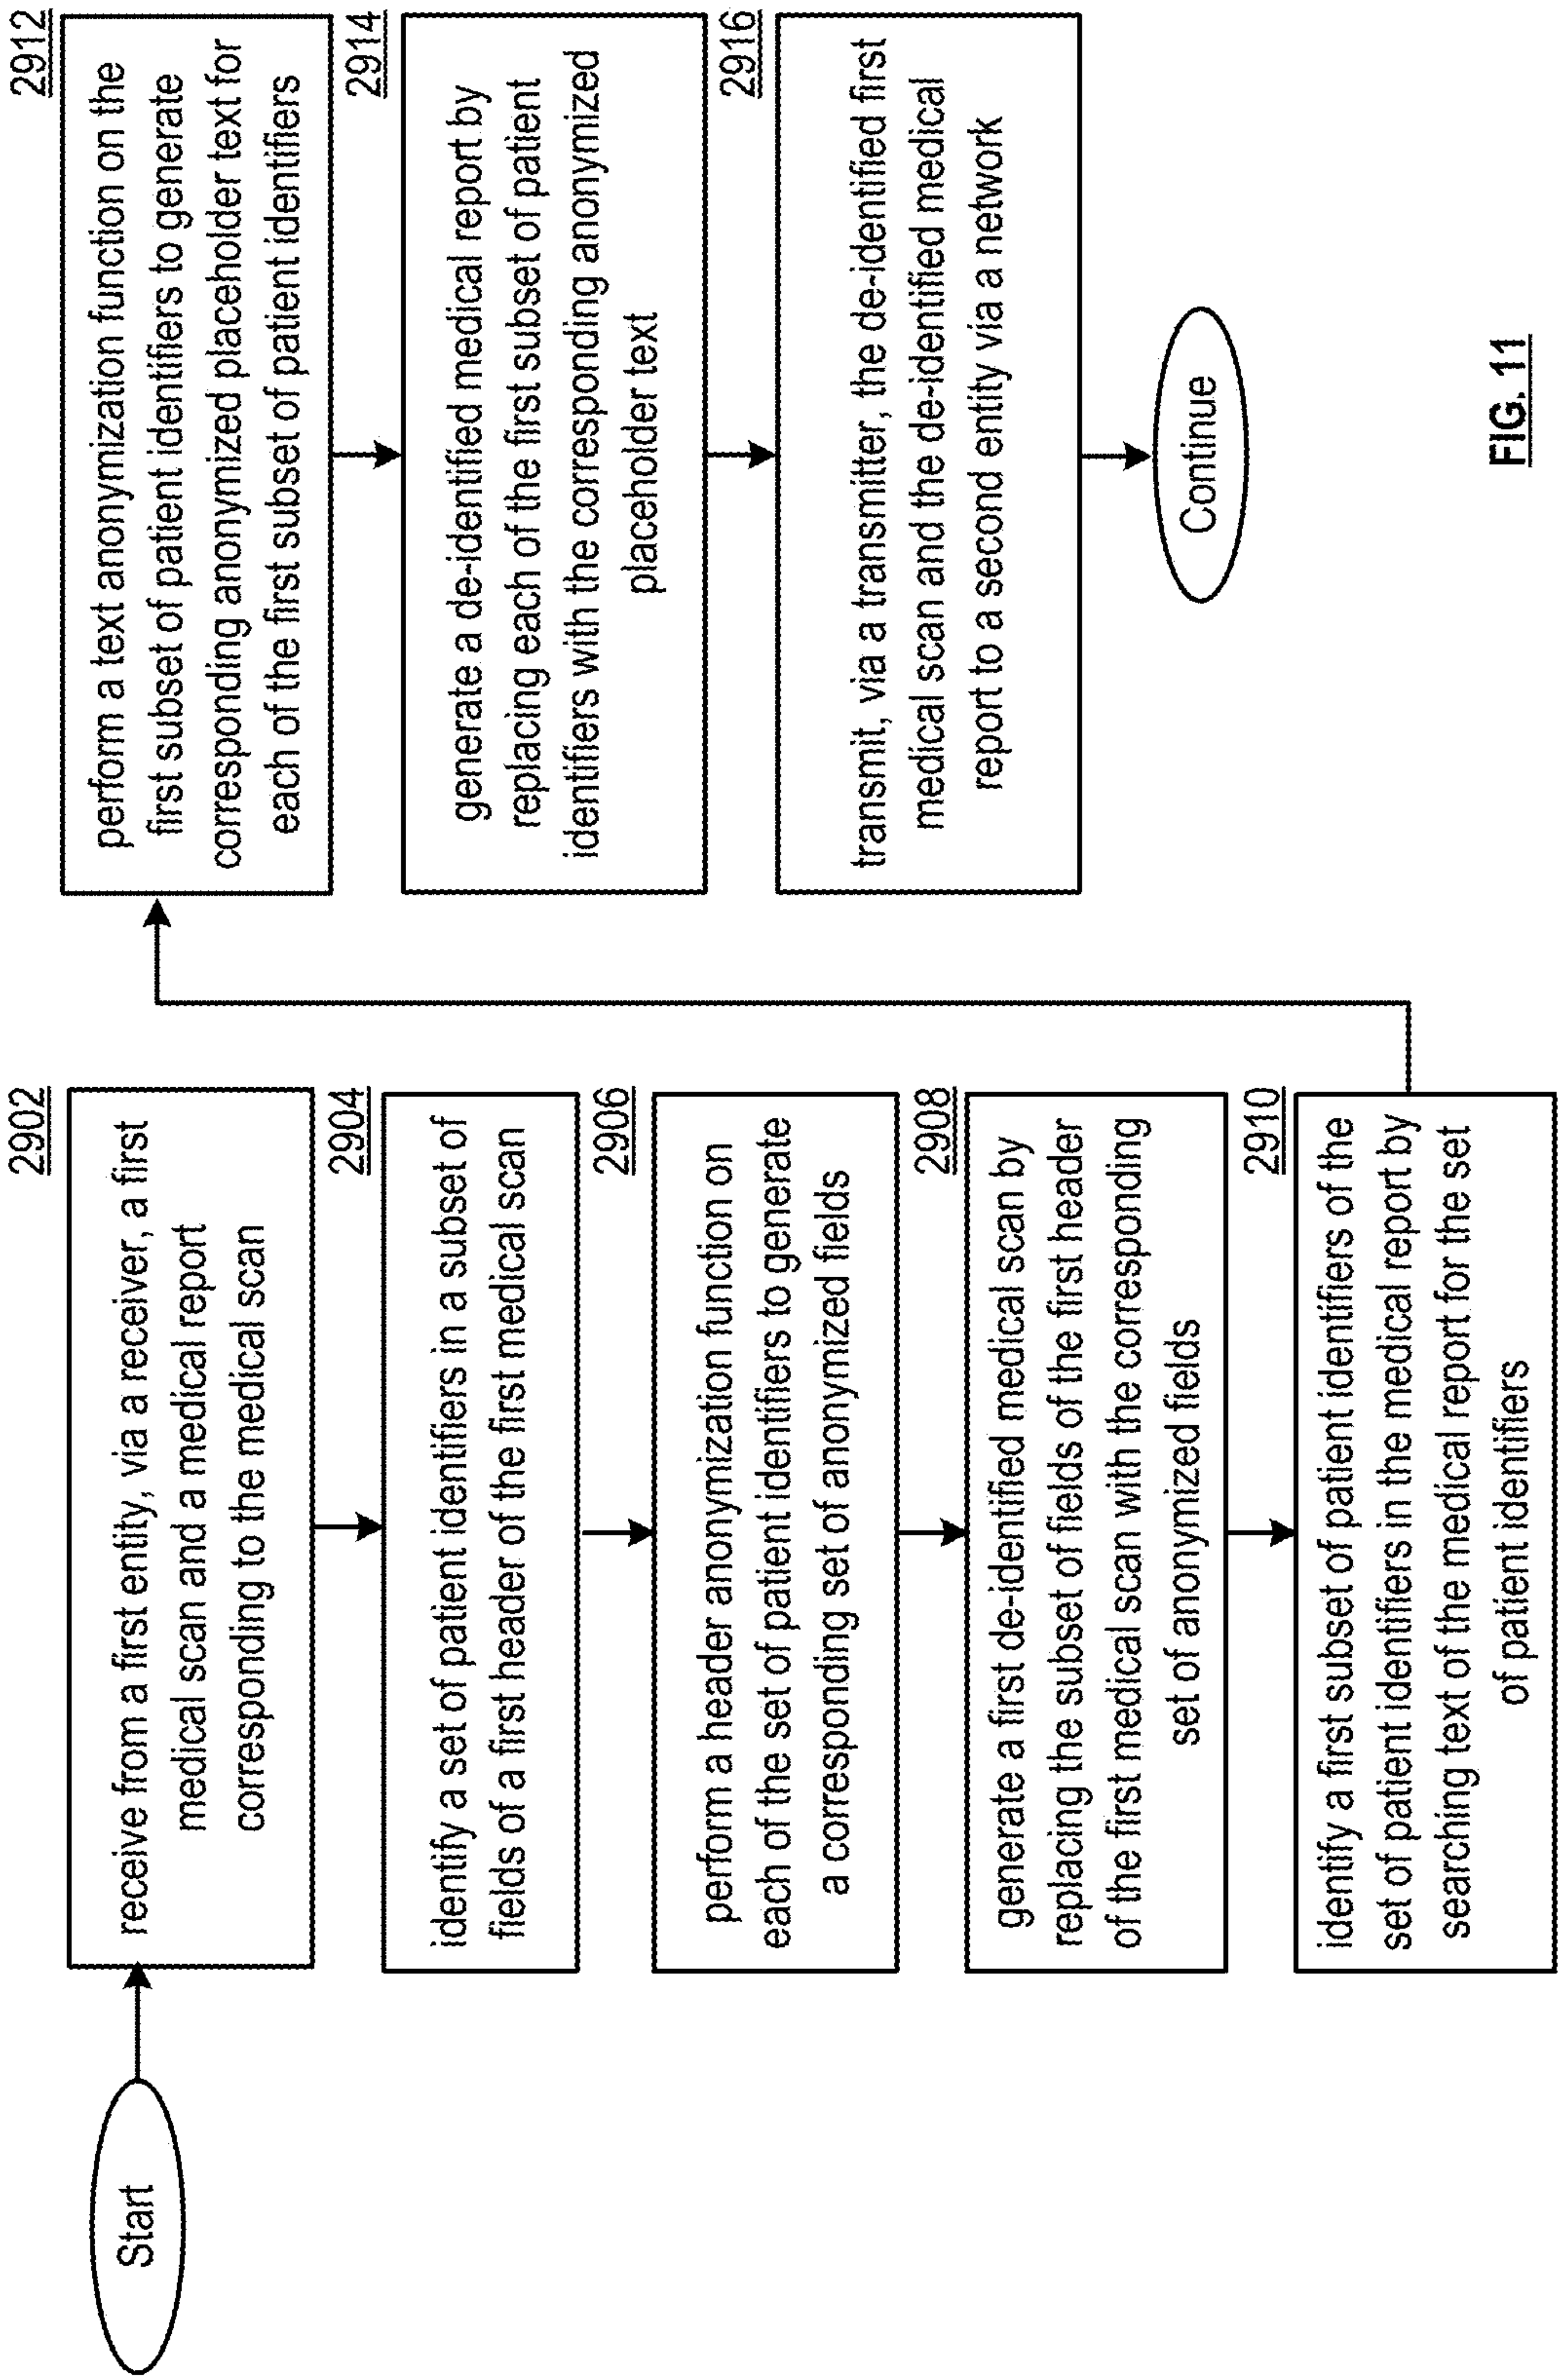 Start
2902
receive from a first entity, via a receiver, a first
medical scan and a medical report
corresponding to the medical scan
2904
identify a set of patient identifiers in a subset of
fields of a first header of the first medical scan
2906
perform a header anonymization function on
each of the set of patient identifiers to generate
a corresponding set of anonymized fields
2908
generate a first de-identified medical scan by
replacing the subset of fields of the first header
of the first medical scan with the corresponding
set of anonymized fields
2910
identify a first subset of patient identifiers of the
set of patient identifiers in the medical report by
searching text of the medical report for the set
of patient identifiers
2912
perform a text anonymization function on the
first subset of patient identifiers to generate
corresponding anonymized placeholder text for
each of the first subset of patient identifiers
2914
generate a de-identified medical report by
replacing each of the first subset of patient
identifiers with the corresponding anonymized
placeholder text
2916
transmit, via a transmitter, the de-identified first
medical scan and the de-identified medical
report to a second entity via a network
Continue
FIG. 11